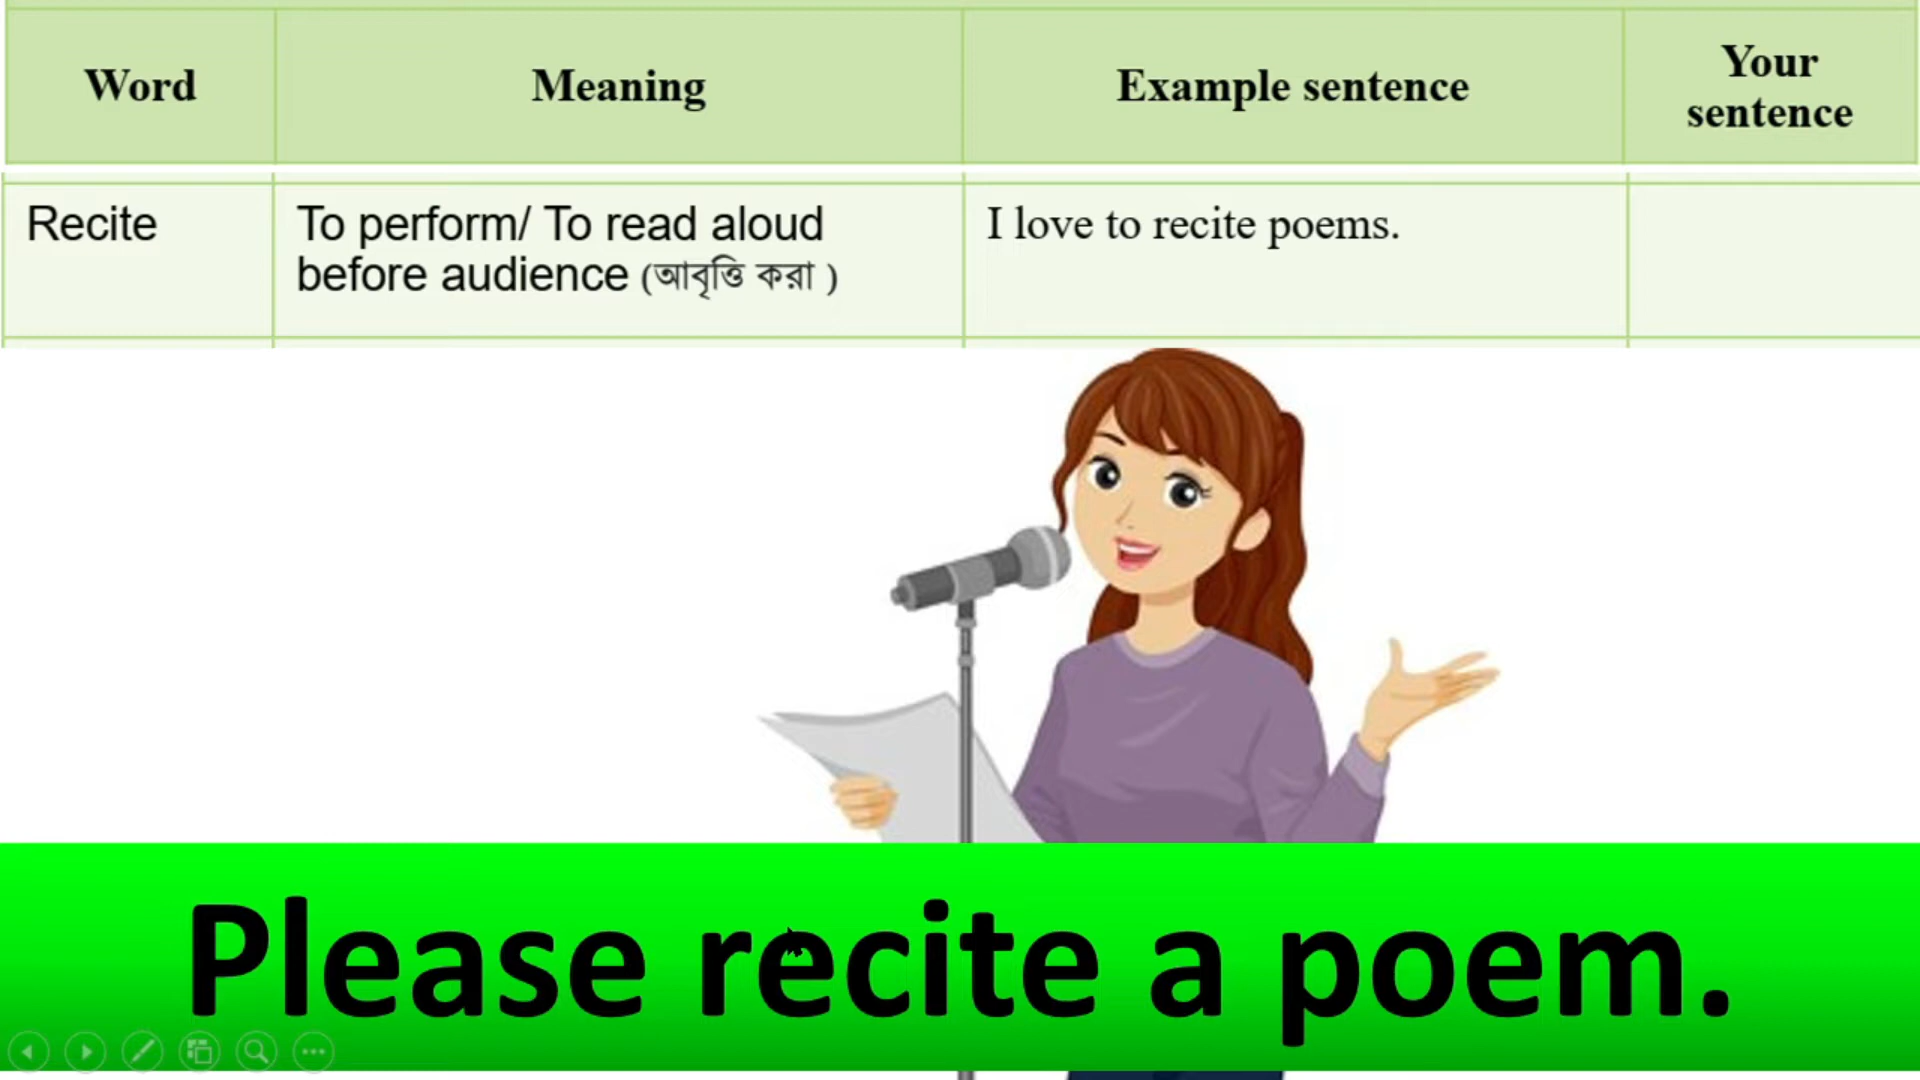 Word
Meaning
Example sentence
Your
sentence
Recite
To perform/ To read aloud
before audience (আবৃত্তি করা )
I love to recite poems.
Please recite a poem.